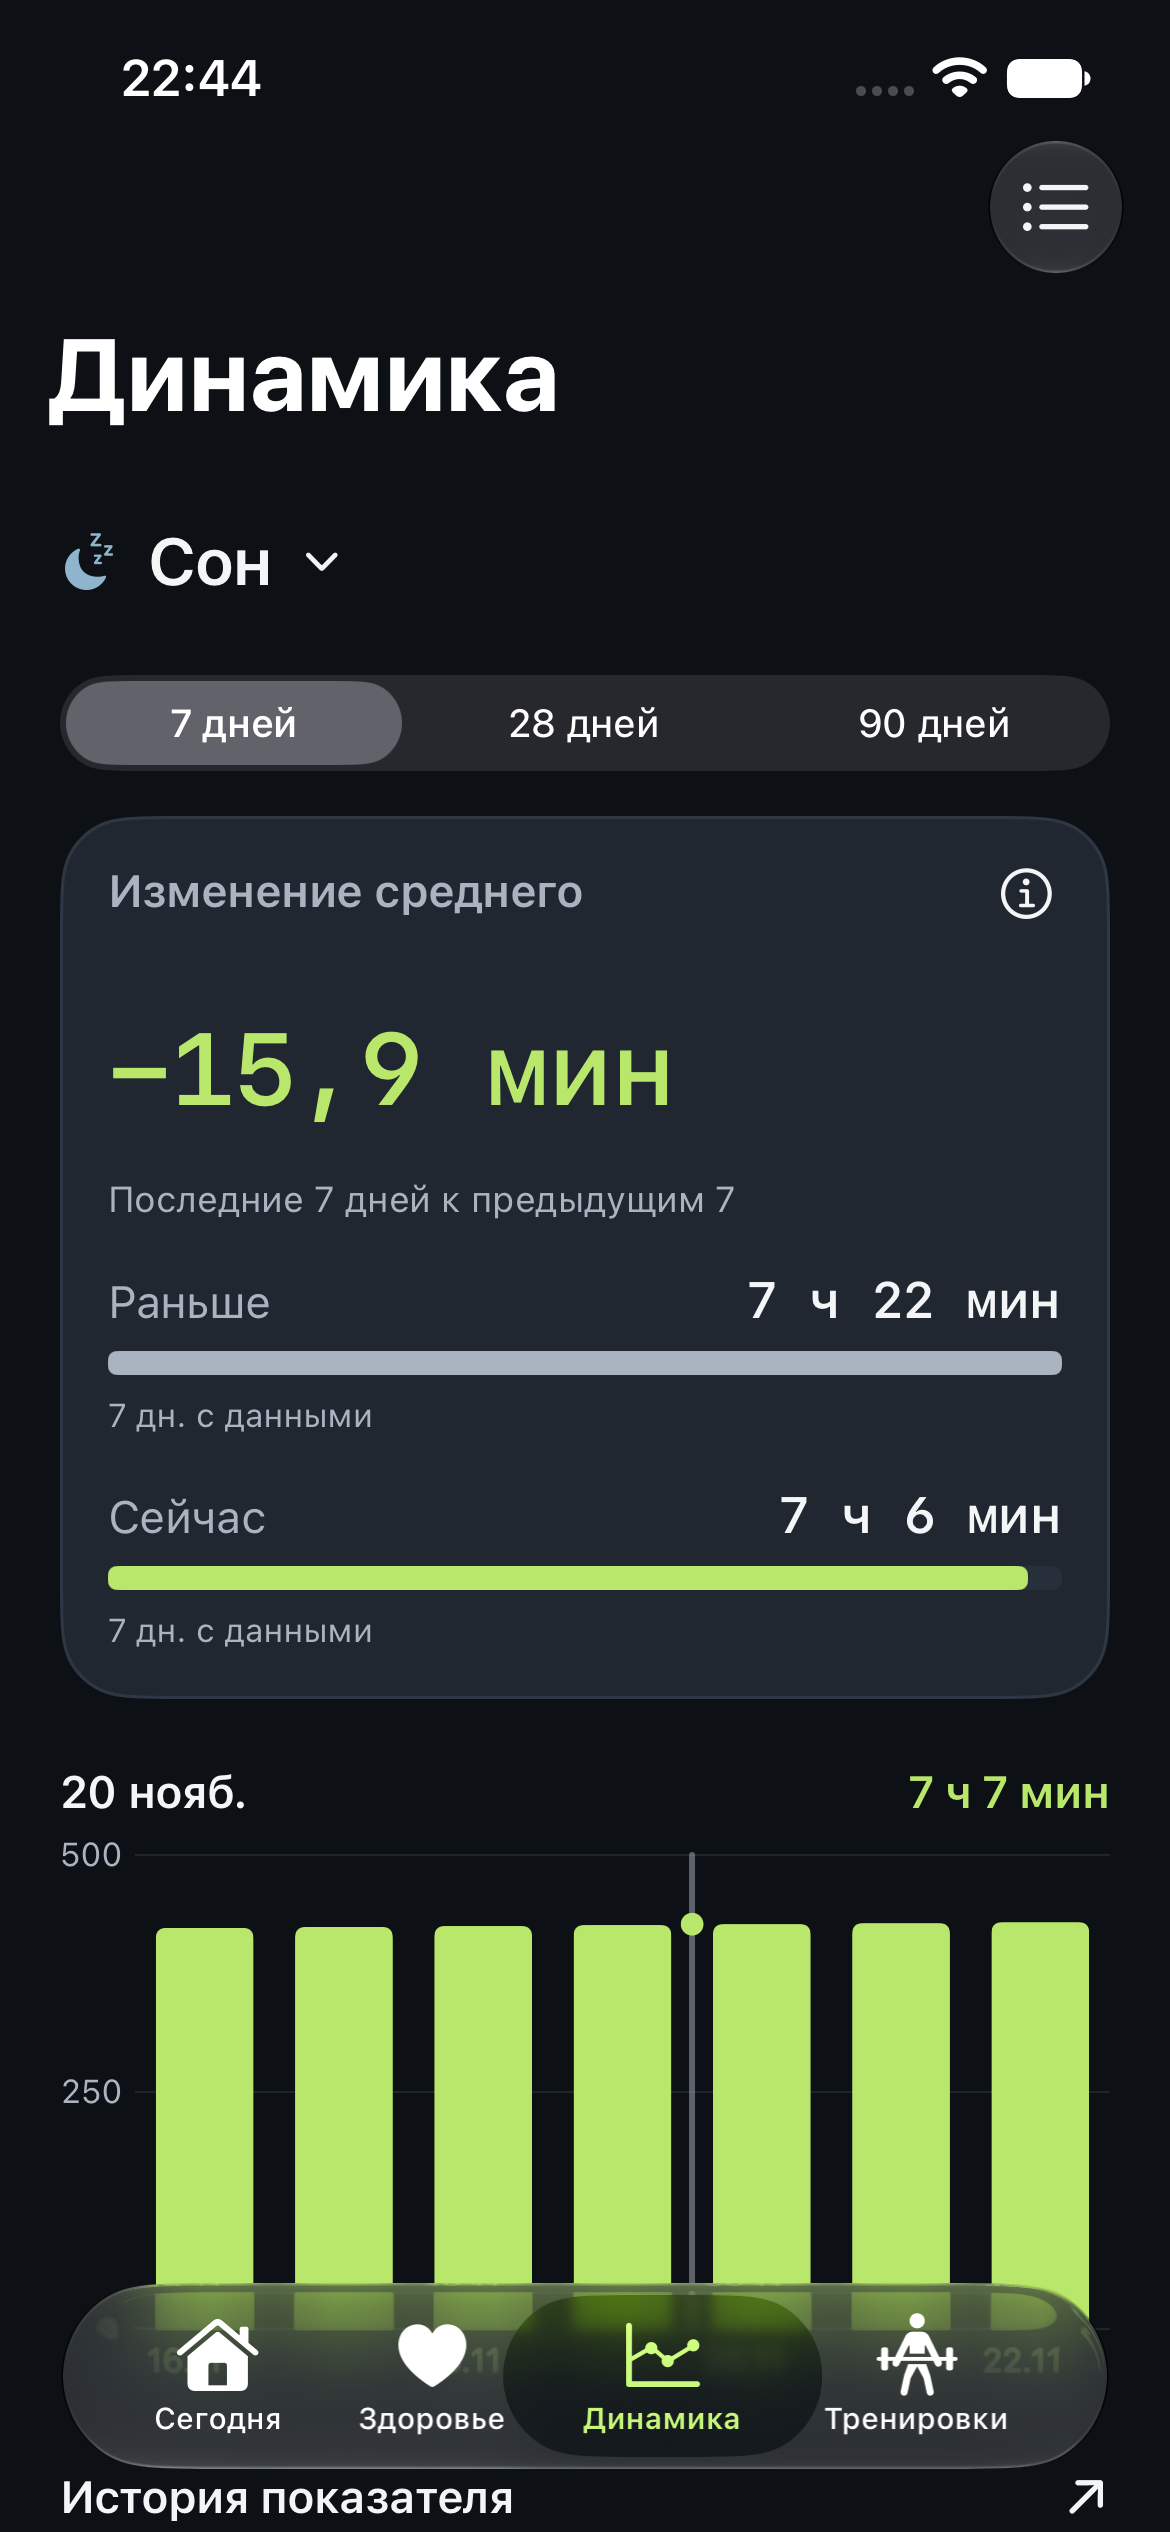 22:44
Динамика
Сон
7 дней 28 дней 90 дней
Изменение среднего
−15,9 мин
Последние 7 дней к предыдущим 7
Раньше 7 ч 22 мин
7 дн. с данными
Сейчас 7 ч 6 мин
7 дн. с данными
20 нояб. 7 ч 7 мин
500
250
22.11
Сегодня Здоровье Динамика Тренировки
История показателя